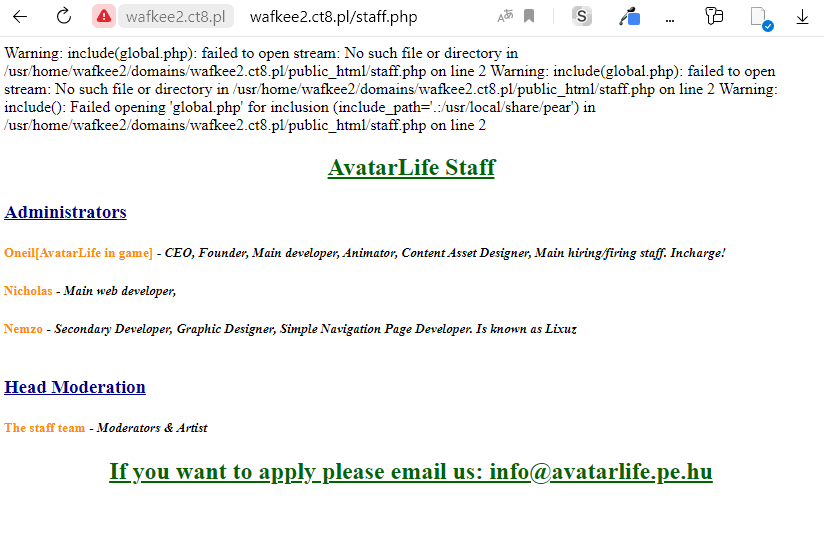 wafkee2.ct8.pl wafkee2.ct8.pl/staff.php Aあ S ...
Warning: include(global.php): failed to open stream: No such file or directory in
/usr/home/wafkee2/domains/wafkee2.ct8.pl/public_html/staff.php on line 2 Warning: include(global.php): failed to open
stream: No such file or directory in /usr/home/wafkee2/domains/wafkee2.ct8.pl/public_html/staff.php on line 2 Warning:
include(): Failed opening 'global.php' for inclusion (include_path='.:/usr/local/share/pear') in
/usr/home/wafkee2/domains/wafkee2.ct8.pl/public_html/staff.php on line 2
AvatarLife Staff
Administrators
Oneil[AvatarLife in game] - CEO, Founder, Main developer, Animator, Content Asset Designer, Main hiring/firing staff. Incharge!
Nicholas - Main web developer,
Nemzo - Secondary Developer, Graphic Designer, Simple Navigation Page Developer. Is known as Lixuz
Head Moderation
The staff team - Moderators & Artist
If you want to apply please email us: info@avatarlife.pe.hu